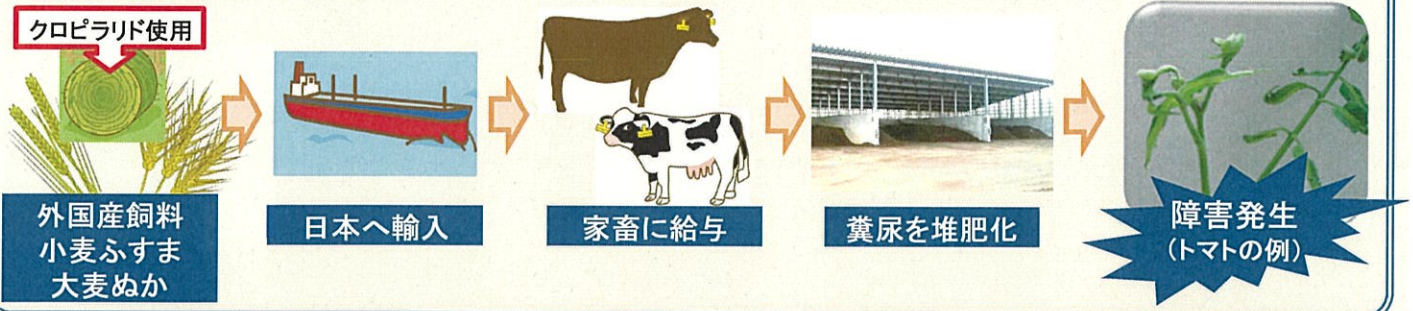 クロピラリド使用
外国産飼料
小麦ふすま
大麦ぬか
日本へ輸入
家畜に給与
糞尿を堆肥化
障害発生
(トマトの例)